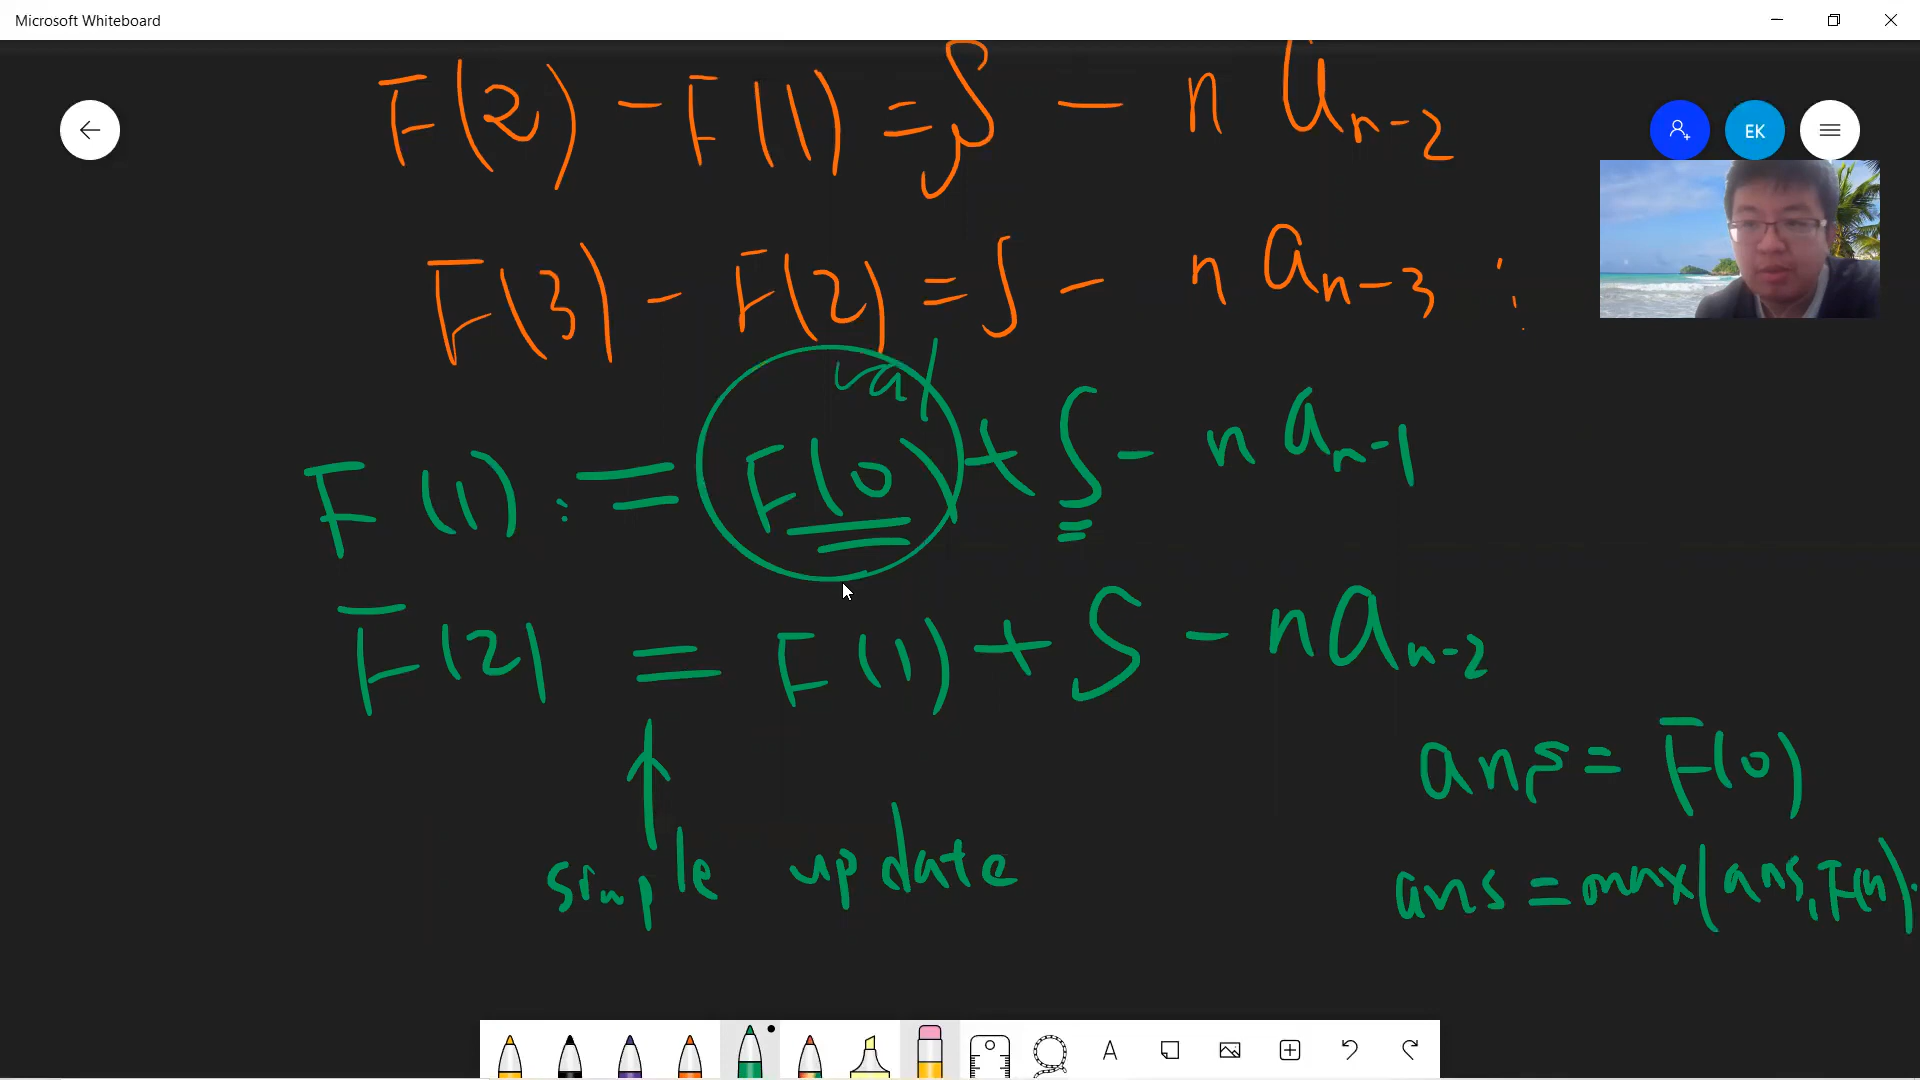 Microsoft Whiteboard
F(2) - F(1) = S - n a_{n-2}
EK
F(3) - F(2) = S - n a_{n-3} :
val
F(1) := F(0) + S - n a_{n-1}
F(2) = F(1) + S - n a_{n-2}
ans = F(0)
simple update
ans = max(ans, F(n))
A